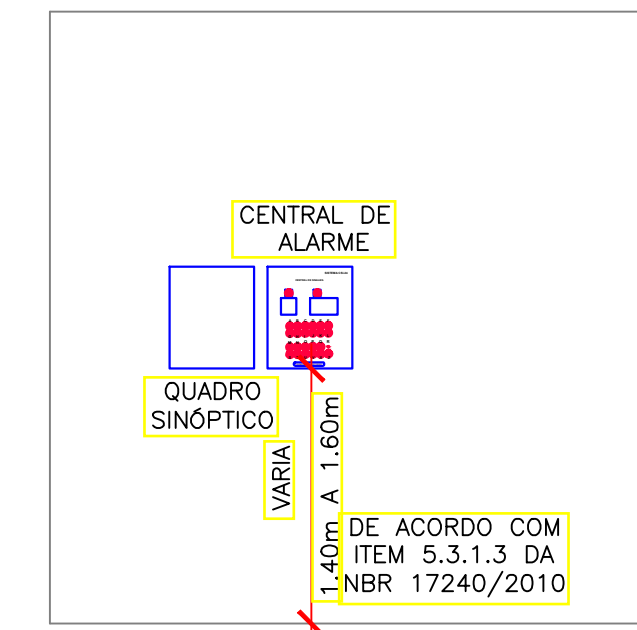 CENTRAL DE
ALARME
QUADRO
SINÓPTICO
VARIA
1.40m A 1.60m
DE ACORDO COM
ITEM 5.3.1.3 DA
NBR 17240/2010